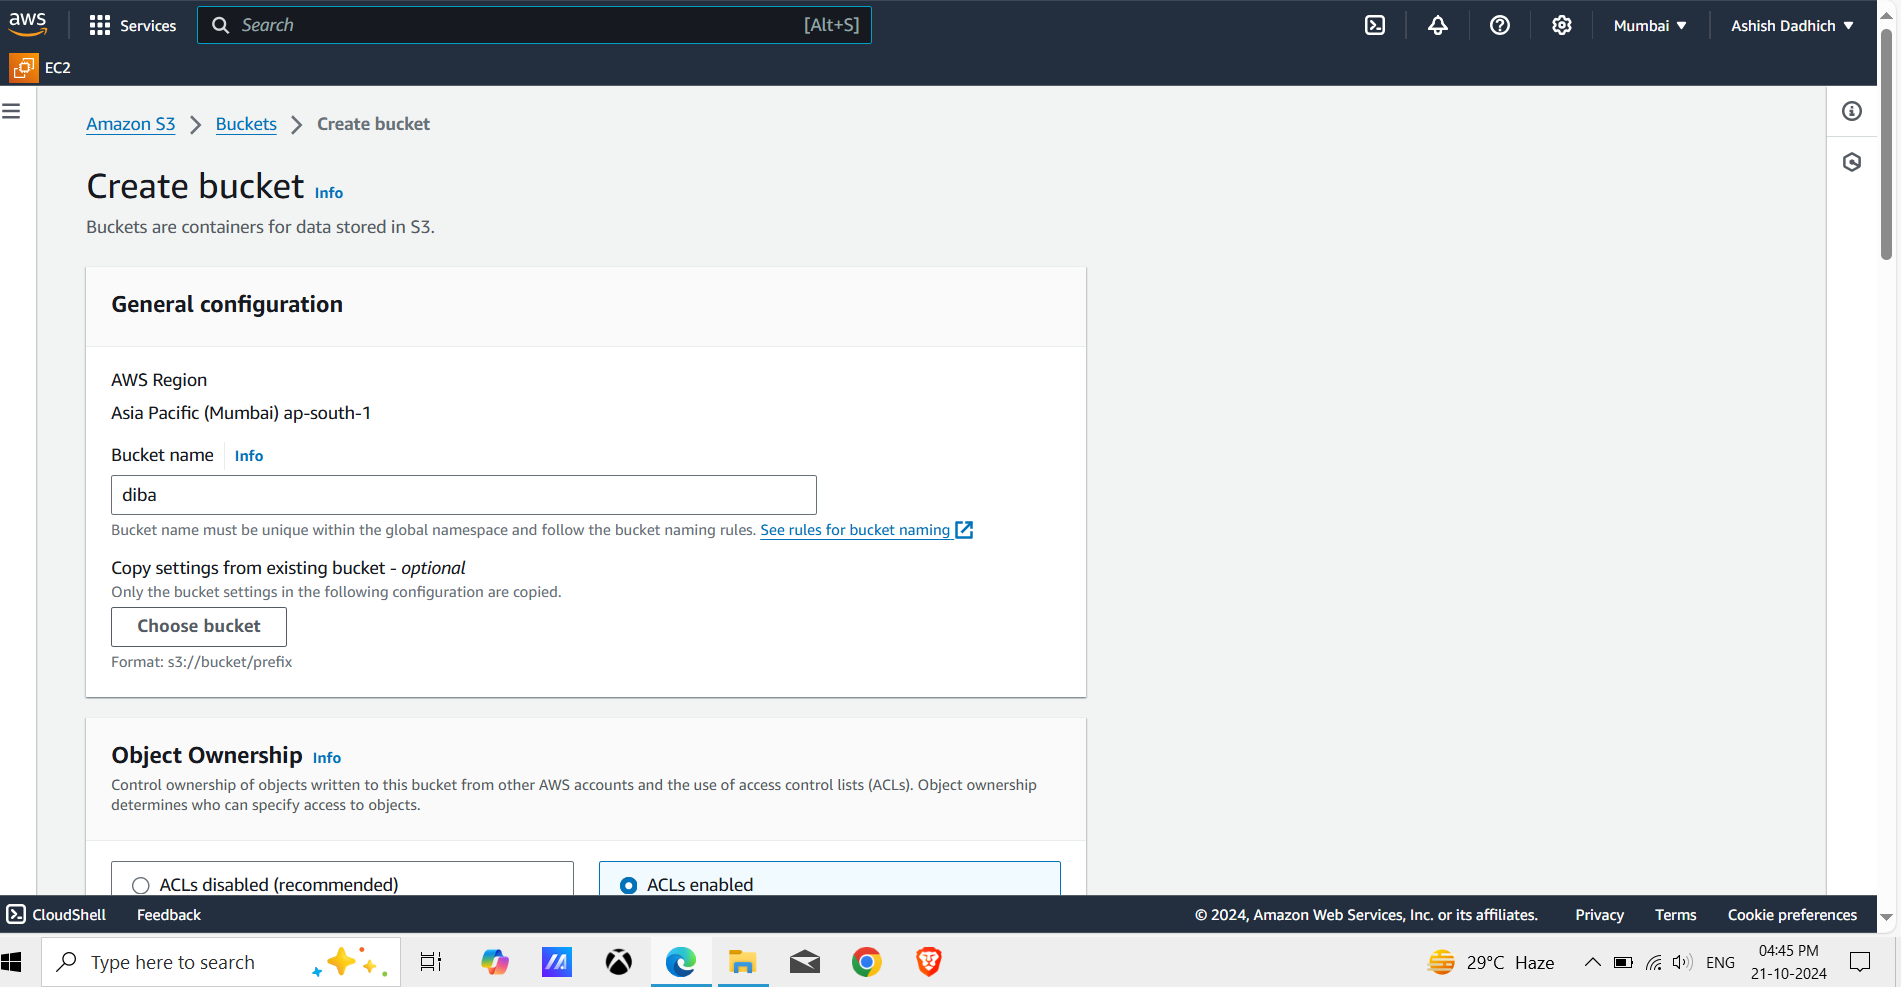 aws
Services
Search
[Alt+S]
Mumbai
Ashish Dadhich
EC2
Amazon S3
Buckets
Create bucket
Create bucket Info
Buckets are containers for data stored in S3.
General configuration
AWS Region
Asia Pacific (Mumbai) ap-south-1
Bucket name Info
diba
Bucket name must be unique within the global namespace and follow the bucket naming rules. See rules for bucket naming
Copy settings from existing bucket - optional
Only the bucket settings in the following configuration are copied.
Choose bucket
Format: s3://bucket/prefix
Object Ownership Info
Control ownership of objects written to this bucket from other AWS accounts and the use of access control lists (ACLs). Object ownership
determines who can specify access to objects.
ACLs disabled (recommended)
ACLs enabled
CloudShell
Feedback
© 2024, Amazon Web Services, Inc. or its affiliates.
Privacy
Terms
Cookie preferences
Type here to search
29°C Haze
ENG
04:45 PM
21-10-2024